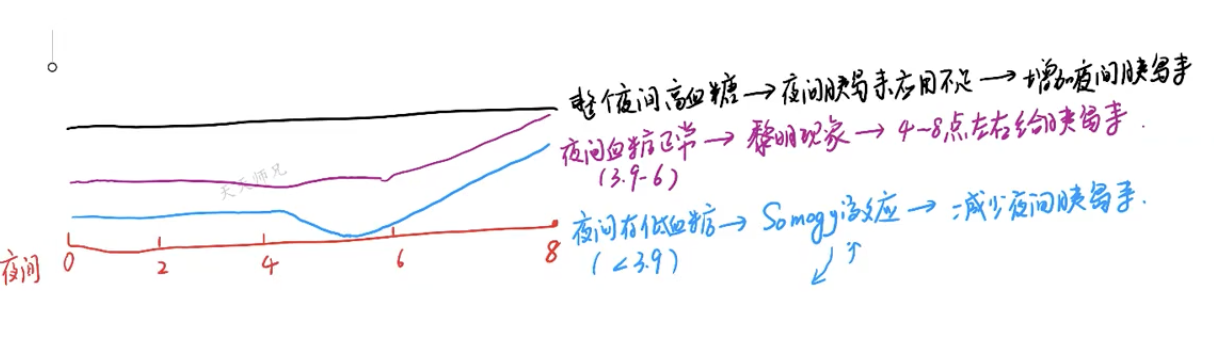 整个夜间高血糖→夜间胰岛素应用不足→增加夜间胰岛素
夜间血糖正常→黎明现象→4-8点左右给胰岛素.
(3.9-6)
天天师兄
夜间有低血糖→Somogyi效应→减少夜间胰岛素.
(<3.9)
夜间 0 2 4 6 8